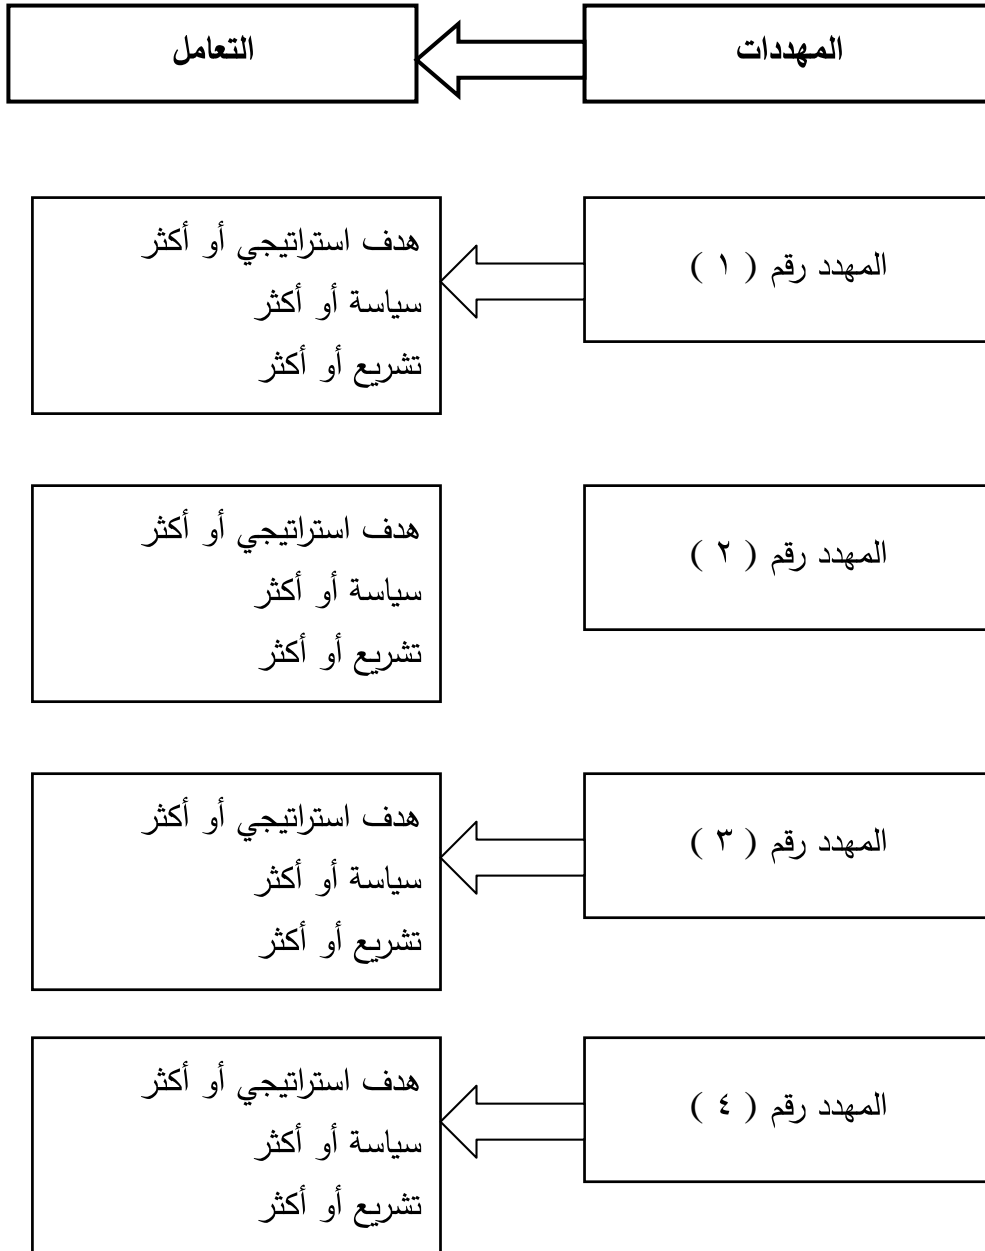 المهددات
التعامل
المهدد رقم ( ١ )
هدف استراتيجي أو أكثر
سياسة أو أكثر
تشريع أو أكثر
المهدد رقم ( ٢ )
هدف استراتيجي أو أكثر
سياسة أو أكثر
تشريع أو أكثر
المهدد رقم ( ٣ )
هدف استراتيجي أو أكثر
سياسة أو أكثر
تشريع أو أكثر
المهدد رقم ( ٤ )
هدف استراتيجي أو أكثر
سياسة أو أكثر
تشريع أو أكثر